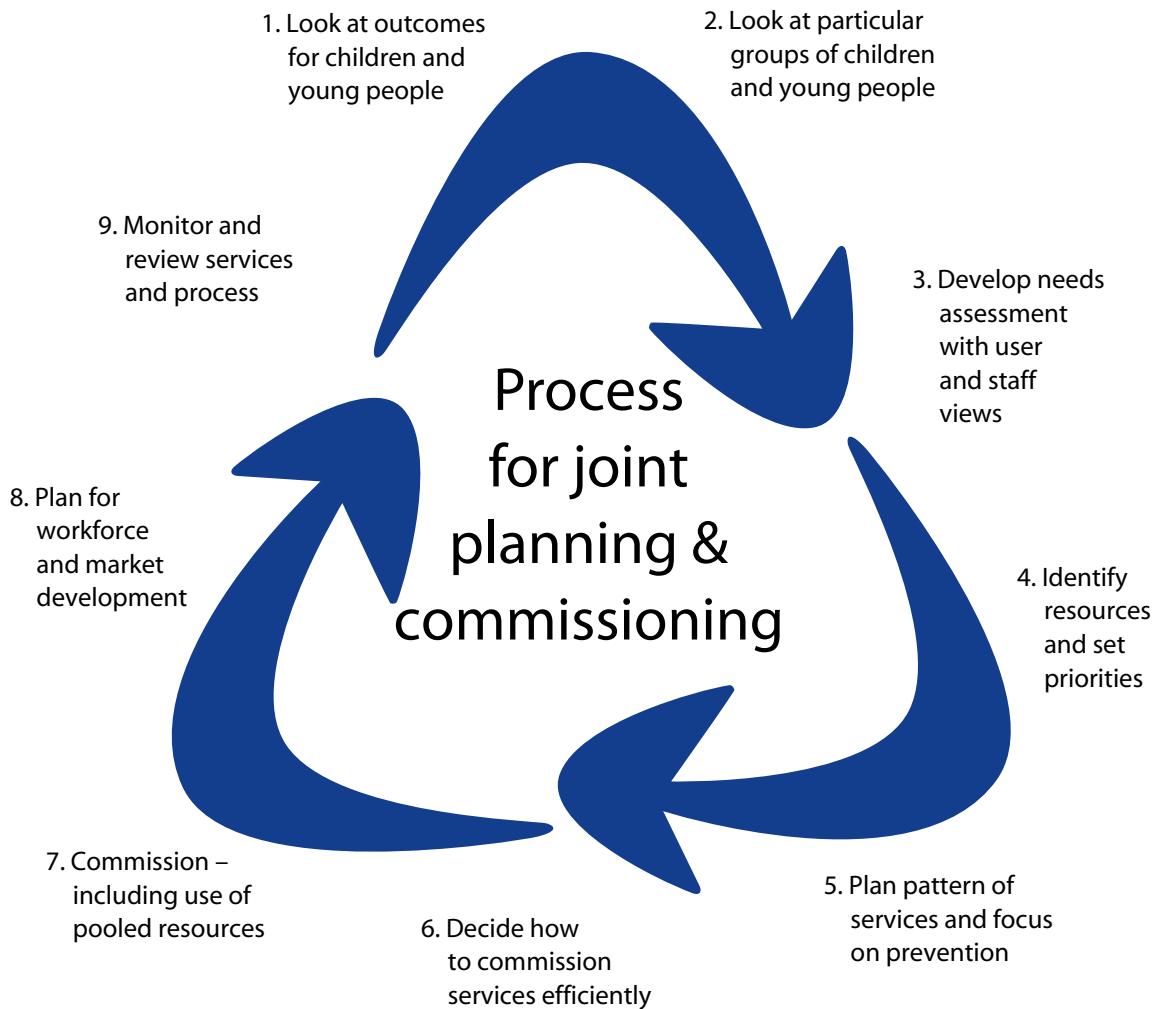 1. Look at outcomes
for children and
young people
2. Look at particular
groups of children
and young people
3. Develop needs
assessment
with user
and staff
views
4. Identify
resources
and set
priorities
5. Plan pattern of
services and focus
on prevention
6. Decide how
to commission
services efficiently
7. Commission –
including use of
pooled resources
8. Plan for
workforce
and market
development
9. Monitor and
review services
and process
Process
for joint
planning &
commissioning